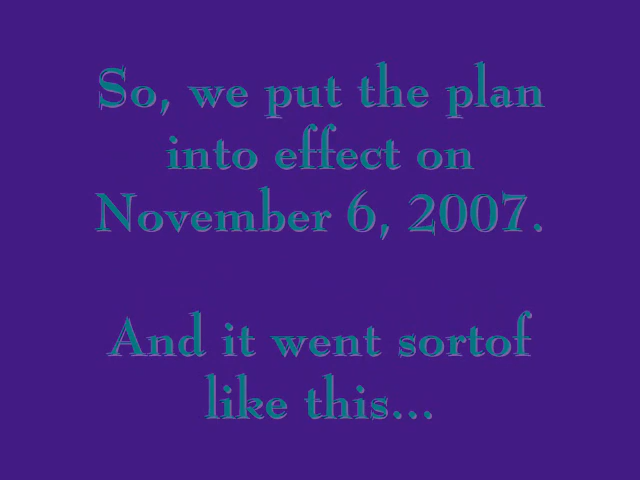 So, we put the plan
into effect on
November 6, 2007.
And it went sortof
like this...